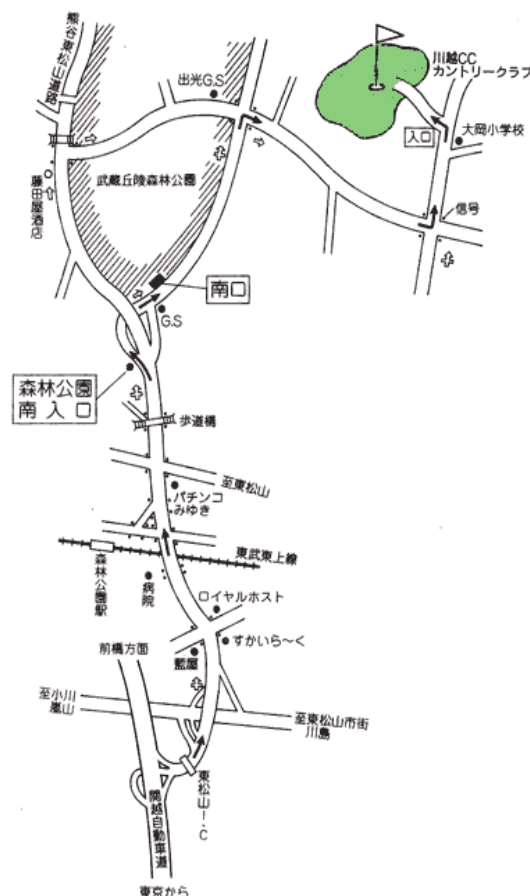 熊谷東松山道路
出光G.S
川越CC
カントリークラブ
入口
大岡小学校
武蔵丘陵森林公園
藤田屋酒店
信号
南口
G.S
森林公園
南入口
歩道橋
至東松山
パチンコ
みゆき
東武東上線
森林公園駅
病院
ロイヤルホスト
前橋方面
すかいら〜く
藍屋
至小川
嵐山
至東松山市街
川島
東松山I・C
関越自動車道
東京から